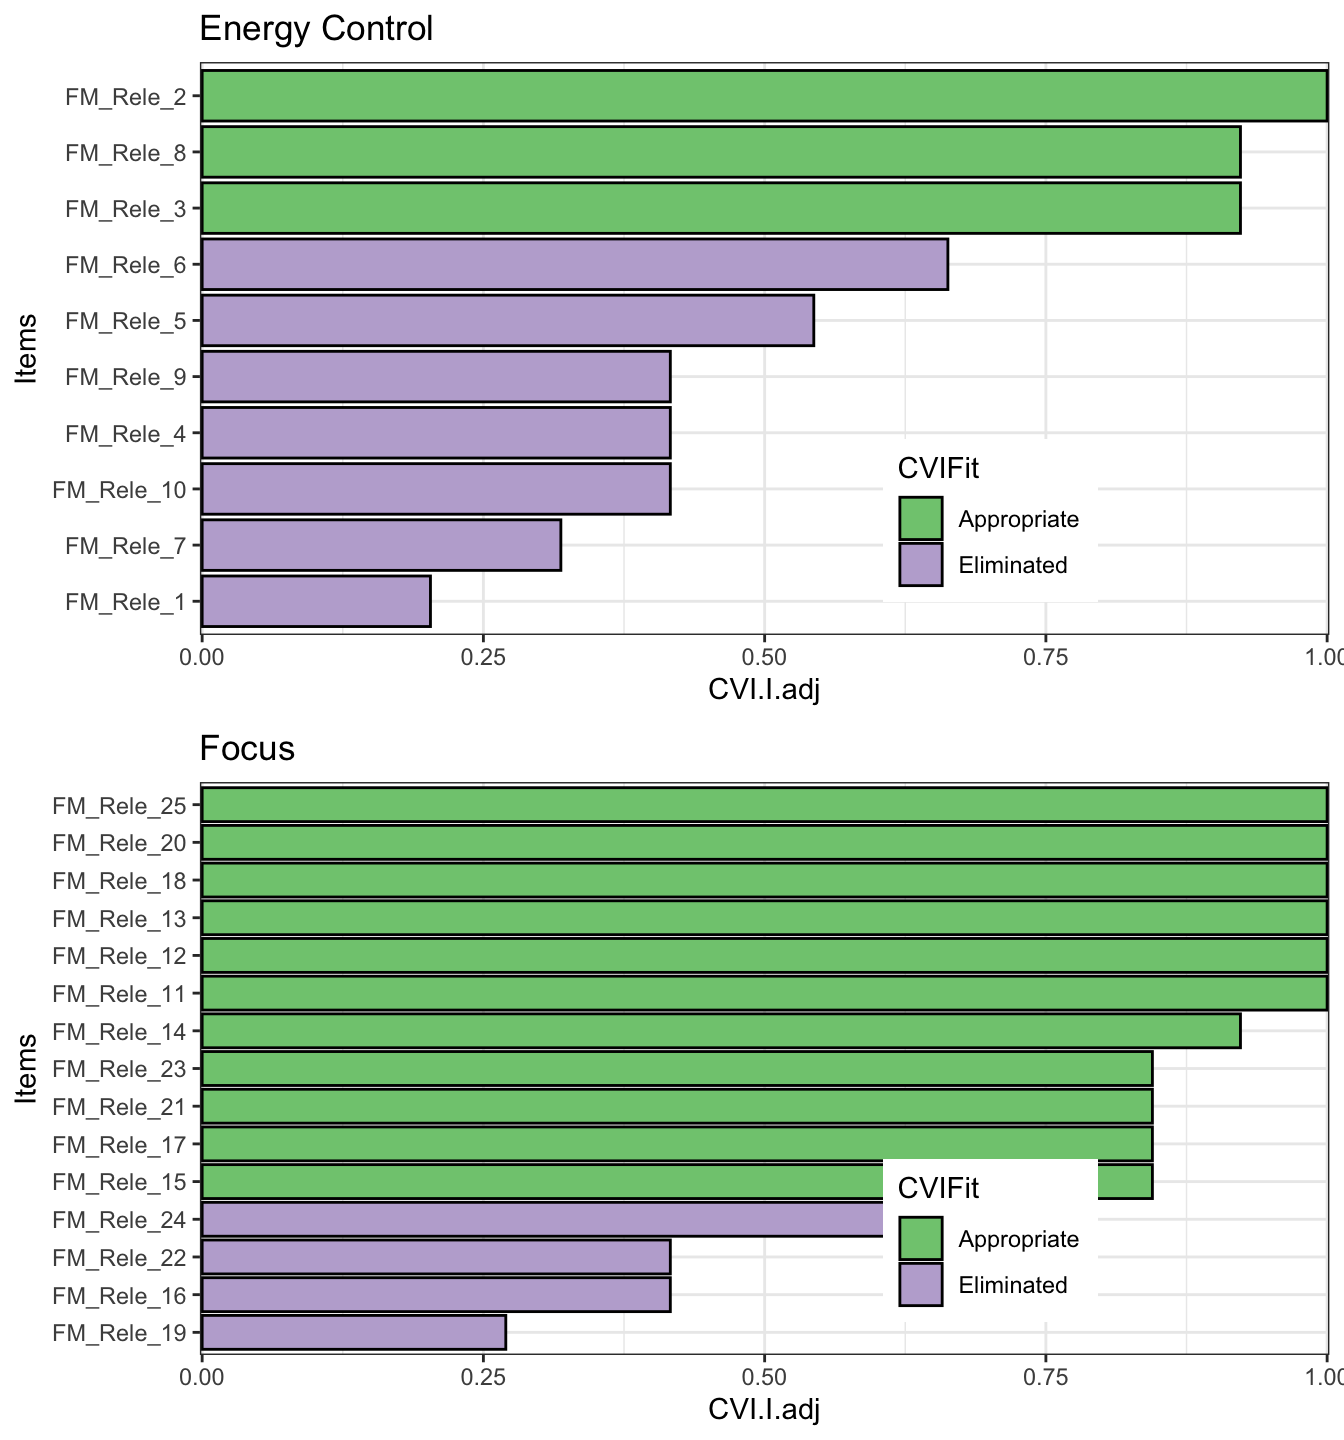 Energy Control
FM_Rele_2
FM_Rele_8
FM_Rele_3
FM_Rele_6
FM_Rele_5
FM_Rele_9
FM_Rele_4
FM_Rele_10
FM_Rele_7
FM_Rele_1
Items
CVIFit
Appropriate
Eliminated
0.00 0.25 0.50 0.75 1.00
CVI.I.adj
Focus
FM_Rele_25
FM_Rele_20
FM_Rele_18
FM_Rele_13
FM_Rele_12
FM_Rele_11
FM_Rele_14
FM_Rele_23
FM_Rele_21
FM_Rele_17
FM_Rele_15
FM_Rele_24
FM_Rele_22
FM_Rele_16
FM_Rele_19
Items
CVIFit
Appropriate
Eliminated
0.00 0.25 0.50 0.75 1.00
CVI.I.adj